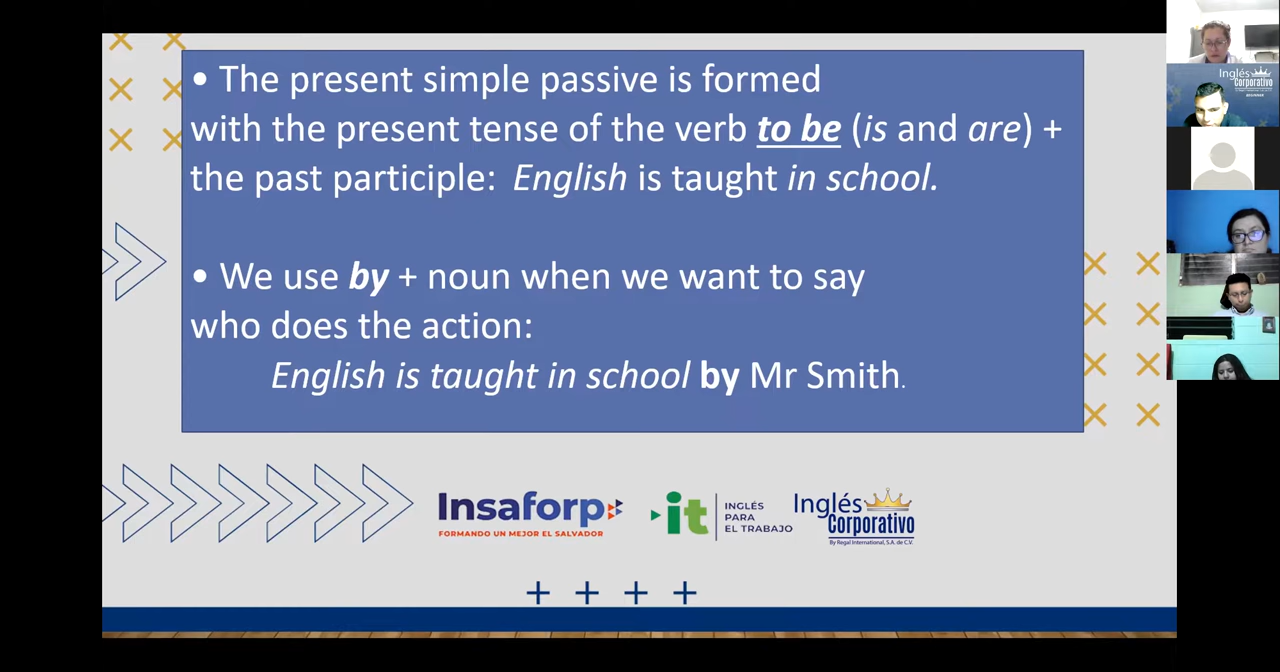 • The present simple passive is formed
with the present tense of the verb to be (is and are) +
the past participle: English is taught in school.
• We use by + noun when we want to say
who does the action:
English is taught in school by Mr Smith.
Insaforp
FORMANDO UN MEJOR EL SALVADOR
it
INGLÉS
PARA
EL TRABAJO
Inglés
Corporativo
By Regal International, S.A. de C.V.
Inglés
Corporativo